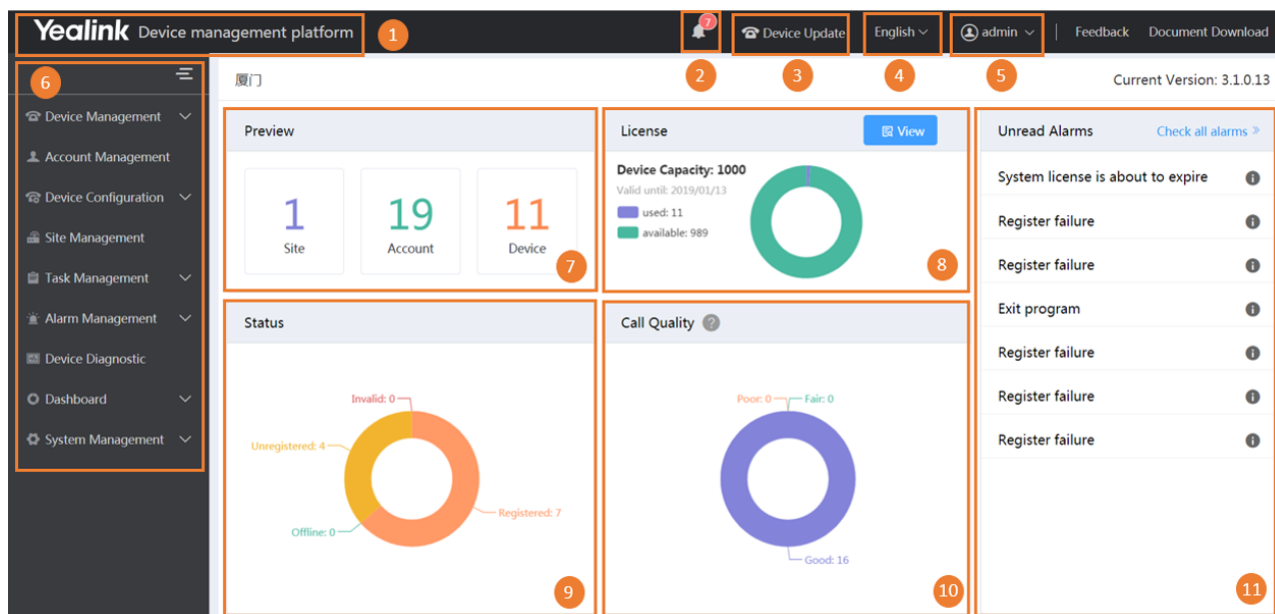 Yealink Device management platform
1
7
Device Update
English
admin
Feedback
Document Download
2
3
4
5
6
Device Management
Account Management
Device Configuration
Site Management
Task Management
Alarm Management
Device Diagnostic
Dashboard
System Management
厦门
Current Version: 3.1.0.13
Preview
1
Site
19
Account
11
Device
7
License
View
Device Capacity: 1000
Valid until: 2019/01/13
used: 11
available: 989
8
Status
Invalid: 0
Unregistered: 4
Registered: 7
Offline: 0
9
Call Quality ?
Poor: 0
Fair: 0
Good: 16
10
Unread Alarms
Check all alarms »
System license is about to expire
Register failure
Register failure
Exit program
Register failure
Register failure
Register failure
11